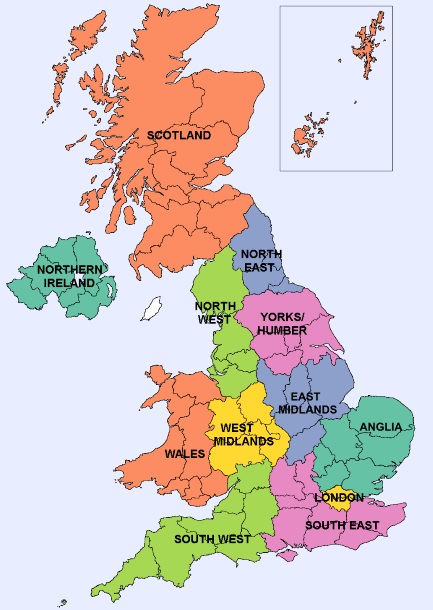 SCOTLAND
NORTHERN
IRELAND
NORTH
EAST
NORTH
WEST
YORKS/
HUMBER
EAST
MIDLANDS
WEST
MIDLANDS
ANGLIA
WALES
LONDON
SOUTH EAST
SOUTH WEST